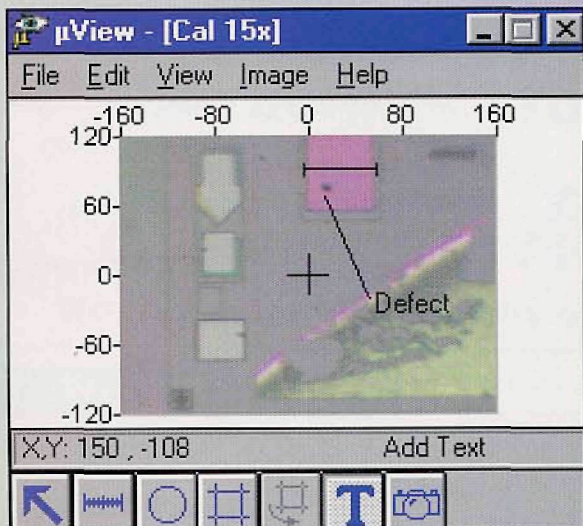 µView - [Cal 15x]
File Edit View Image Help
-160 -80 0 80 160
120
60
0
-60
-120
Defect
X,Y: 150 , -108 Add Text
T